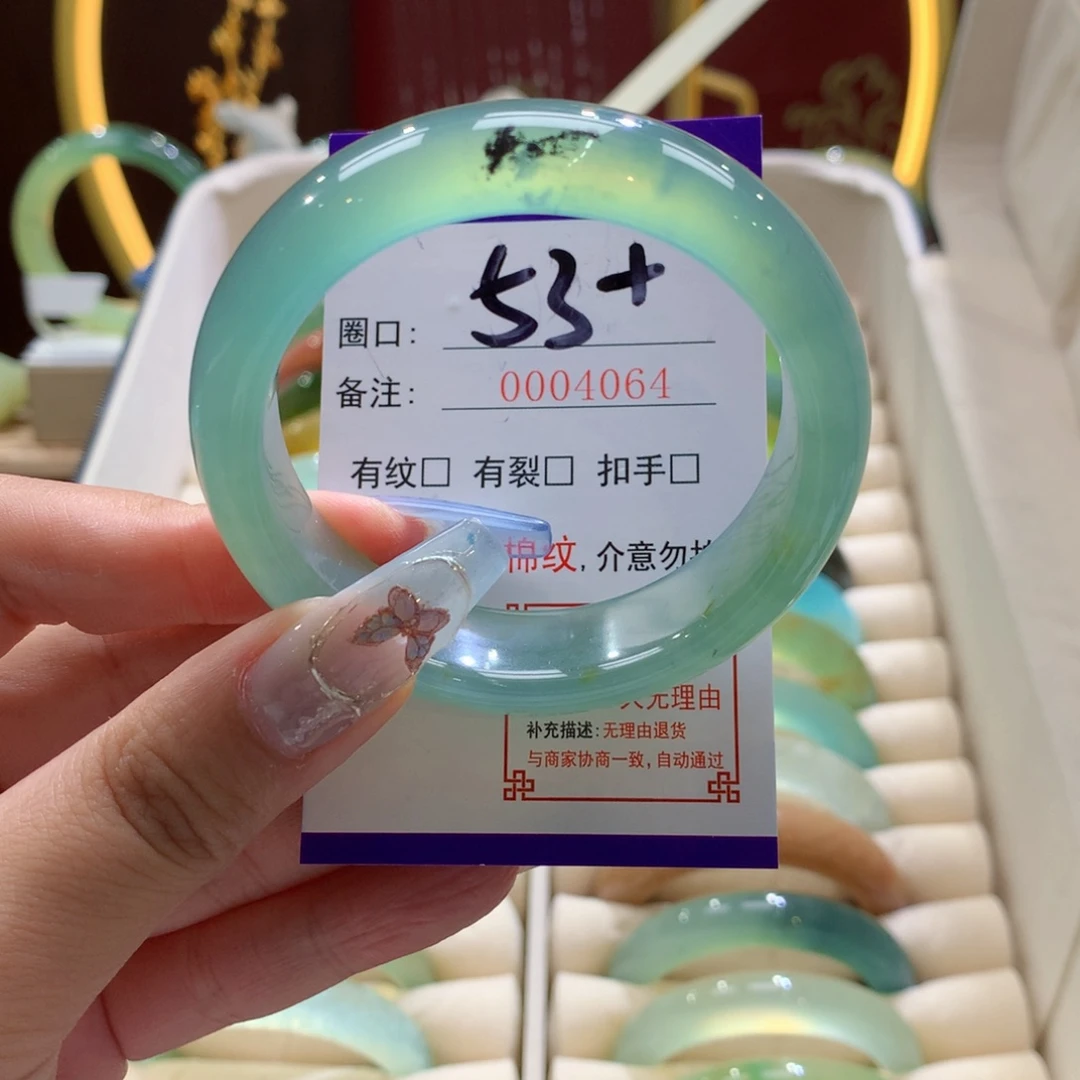 圈口: 53+
备注: 0004064
有纹□ 有裂□ 扣手□
棉纹, 介意勿
天无理由
补充描述:无理由退货
与商家协商一致,自动通过